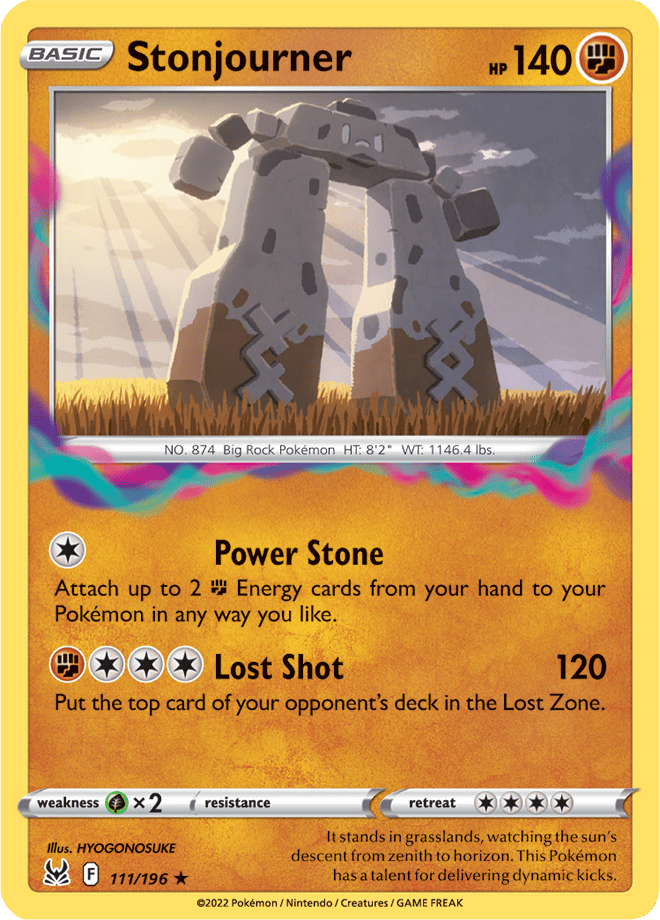 BASIC Stonjourner HP 140
NO. 874 Big Rock Pokémon HT: 8'2" WT: 1146.4 lbs.
Power Stone
Attach up to 2 Energy cards from your hand to your
Pokémon in any way you like.
Lost Shot 120
Put the top card of your opponent's deck in the Lost Zone.
weakness ×2 resistance retreat
Illus. HYOGONOSUKE
F 111/196 ★
It stands in grasslands, watching the sun's
descent from zenith to horizon. This Pokémon
has a talent for delivering dynamic kicks.
©2022 Pokémon / Nintendo / Creatures / GAME FREAK